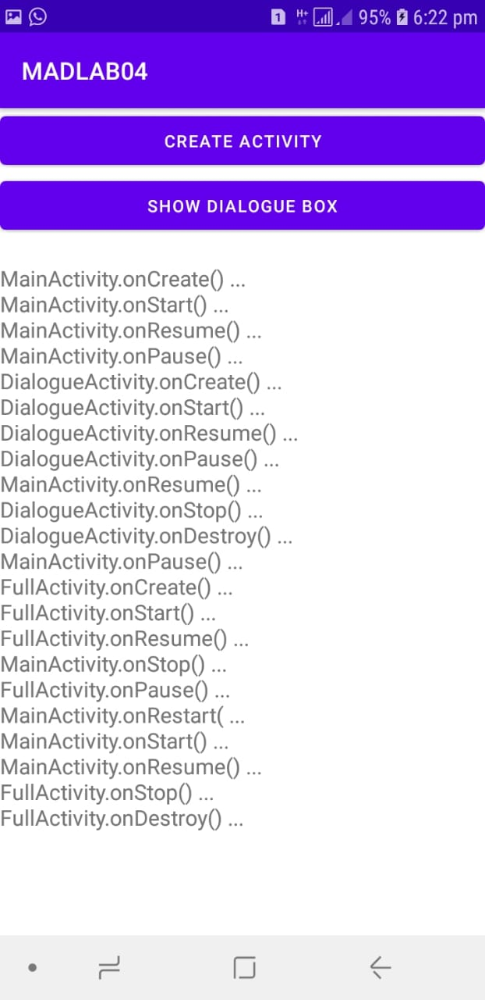 1 H+ 95% 6:22 pm
MADLAB04
CREATE ACTIVITY
SHOW DIALOGUE BOX
MainActivity.onCreate() ...
MainActivity.onStart() ...
MainActivity.onResume() ...
MainActivity.onPause() ...
DialogueActivity.onCreate() ...
DialogueActivity.onStart() ...
DialogueActivity.onResume() ...
DialogueActivity.onPause() ...
MainActivity.onResume() ...
DialogueActivity.onStop() ...
DialogueActivity.onDestroy() ...
MainActivity.onPause() ...
FullActivity.onCreate() ...
FullActivity.onStart() ...
FullActivity.onResume() ...
MainActivity.onStop() ...
FullActivity.onPause() ...
MainActivity.onRestart( ...
MainActivity.onStart() ...
MainActivity.onResume() ...
FullActivity.onStop() ...
FullActivity.onDestroy() ...